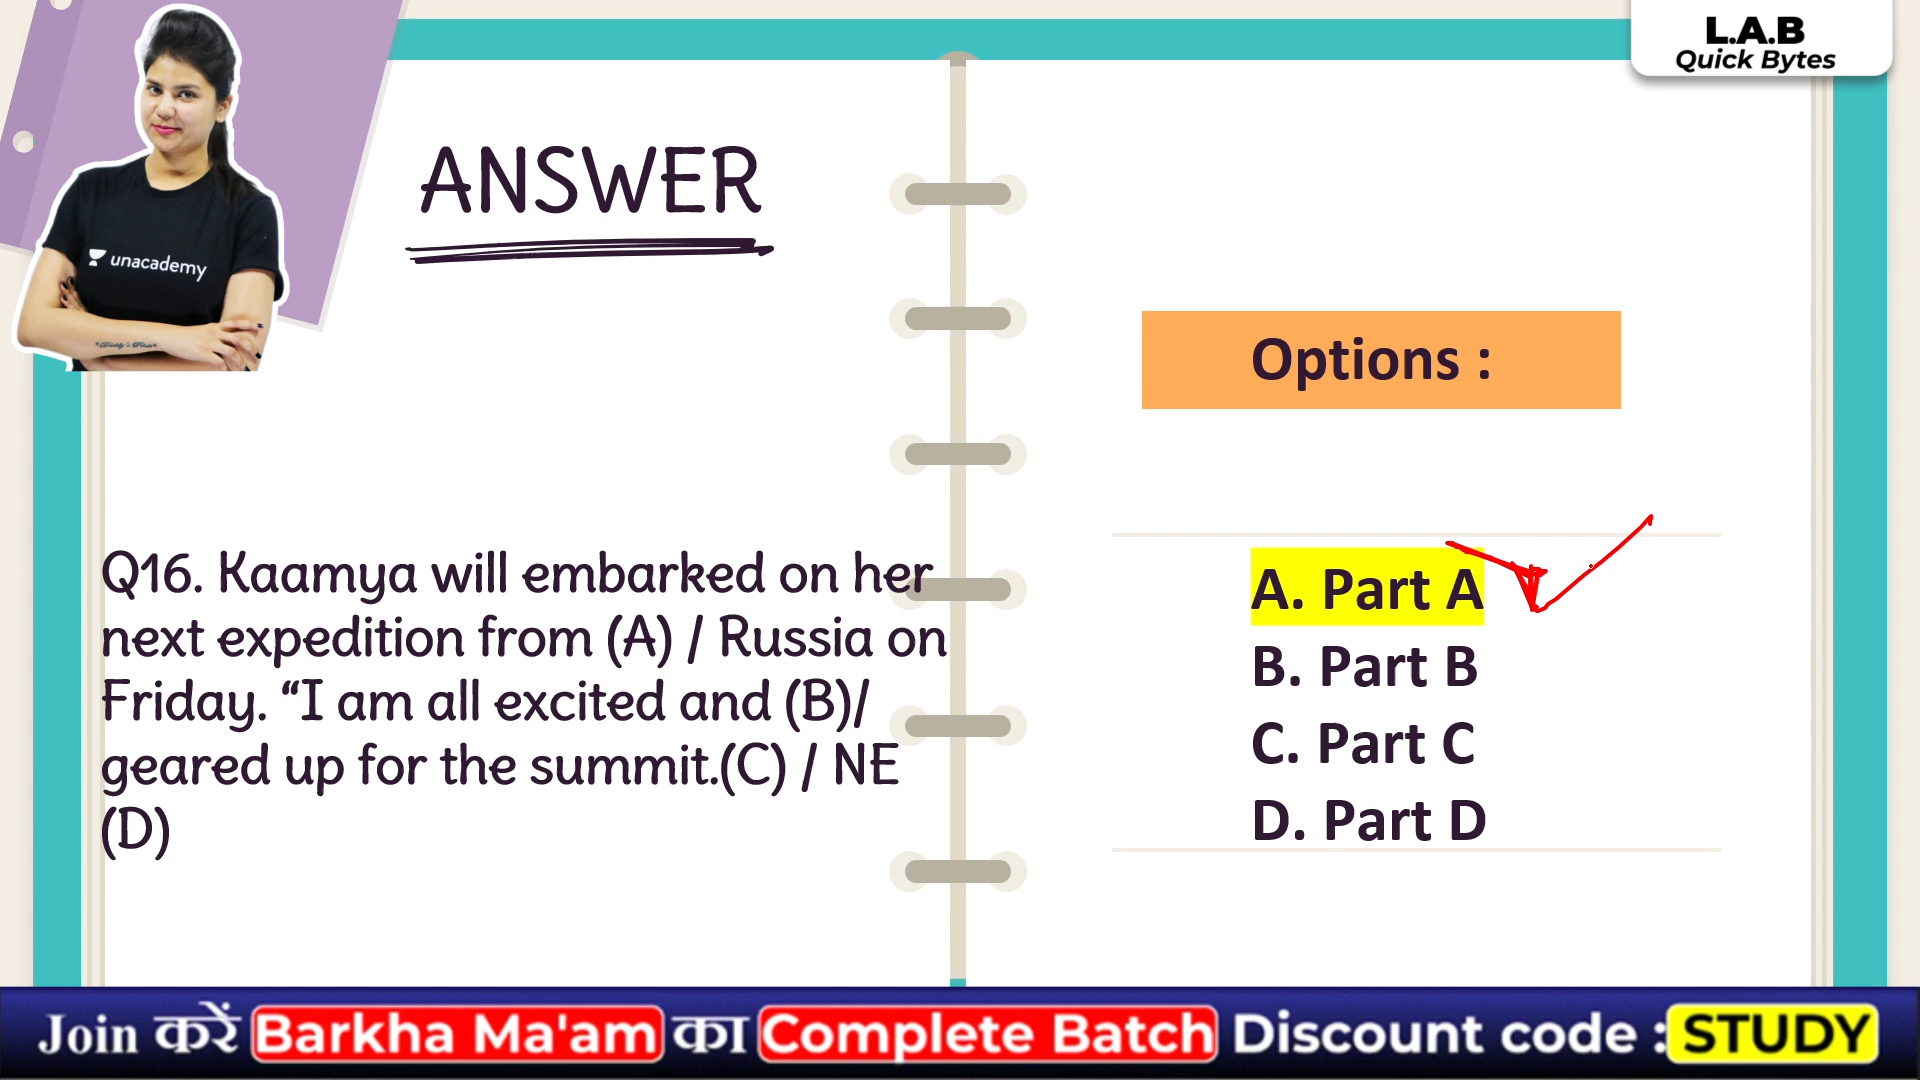 L.A.B
Quick Bytes
unacademy
ANSWER
Options :
Q16. Kaamya will embarked on her
next expedition from (A) / Russia on
Friday. “I am all excited and (B)/
geared up for the summit.(C) / NE
(D)
A. Part A
B. Part B
C. Part C
D. Part D
Join करें Barkha Ma'am का Complete Batch Discount code : STUDY